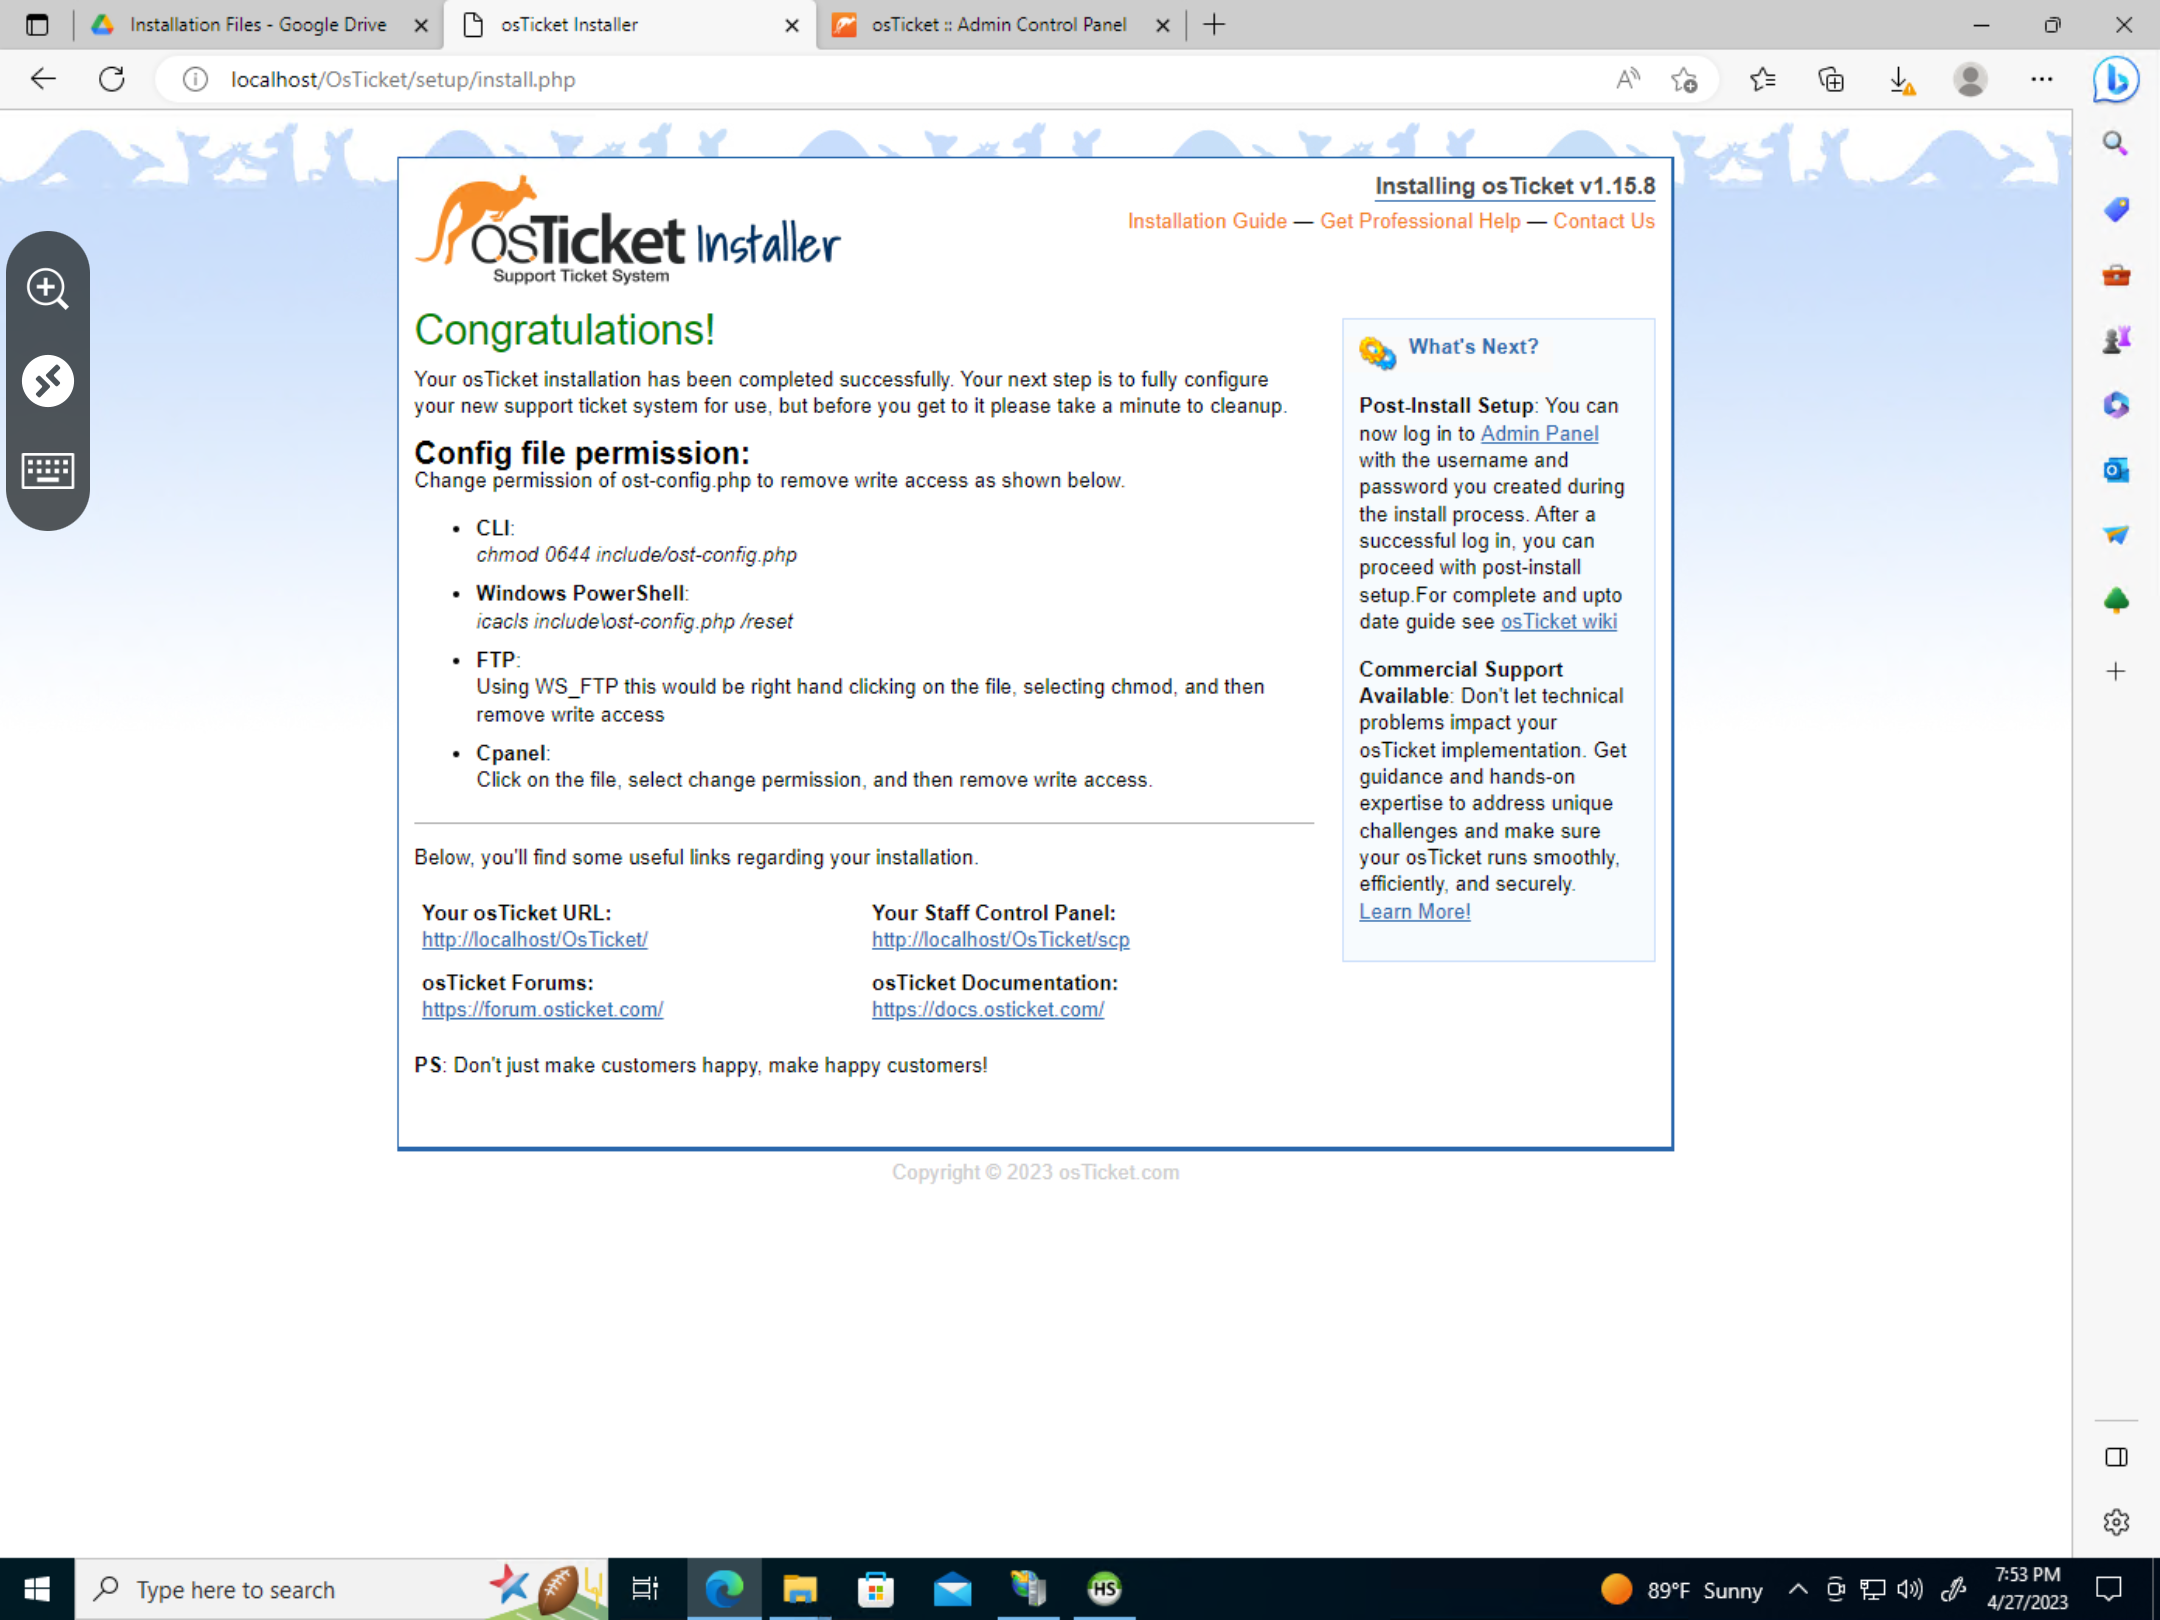 Installation Files - Google Drive
osTicket Installer
osTicket :: Admin Control Panel
localhost/OsTicket/setup/install.php
osTicket Installer
Support Ticket System
Installing osTicket v1.15.8
Installation Guide — Get Professional Help — Contact Us
Congratulations!
Your osTicket installation has been completed successfully. Your next step is to fully configure
your new support ticket system for use, but before you get to it please take a minute to cleanup.
Config file permission:
Change permission of ost-config.php to remove write access as shown below.
• CLI:
chmod 0644 include/ost-config.php
• Windows PowerShell:
icacls include\ost-config.php /reset
• FTP:
Using WS_FTP this would be right hand clicking on the file, selecting chmod, and then
remove write access
• Cpanel:
Click on the file, select change permission, and then remove write access.
Below, you'll find some useful links regarding your installation.
Your osTicket URL:
http://localhost/OsTicket/
Your Staff Control Panel:
http://localhost/OsTicket/scp
osTicket Forums:
https://forum.osticket.com/
osTicket Documentation:
https://docs.osticket.com/
PS: Don't just make customers happy, make happy customers!
What's Next?
Post-Install Setup: You can
now log in to Admin Panel
with the username and
password you created during
the install process. After a
successful log in, you can
proceed with post-install
setup.For complete and upto
date guide see osTicket wiki
Commercial Support
Available: Don't let technical
problems impact your
osTicket implementation. Get
guidance and hands-on
expertise to address unique
challenges and make sure
your osTicket runs smoothly,
efficiently, and securely.
Learn More!
Copyright © 2023 osTicket.com
Type here to search
HS
89°F Sunny
7:53 PM
4/27/2023